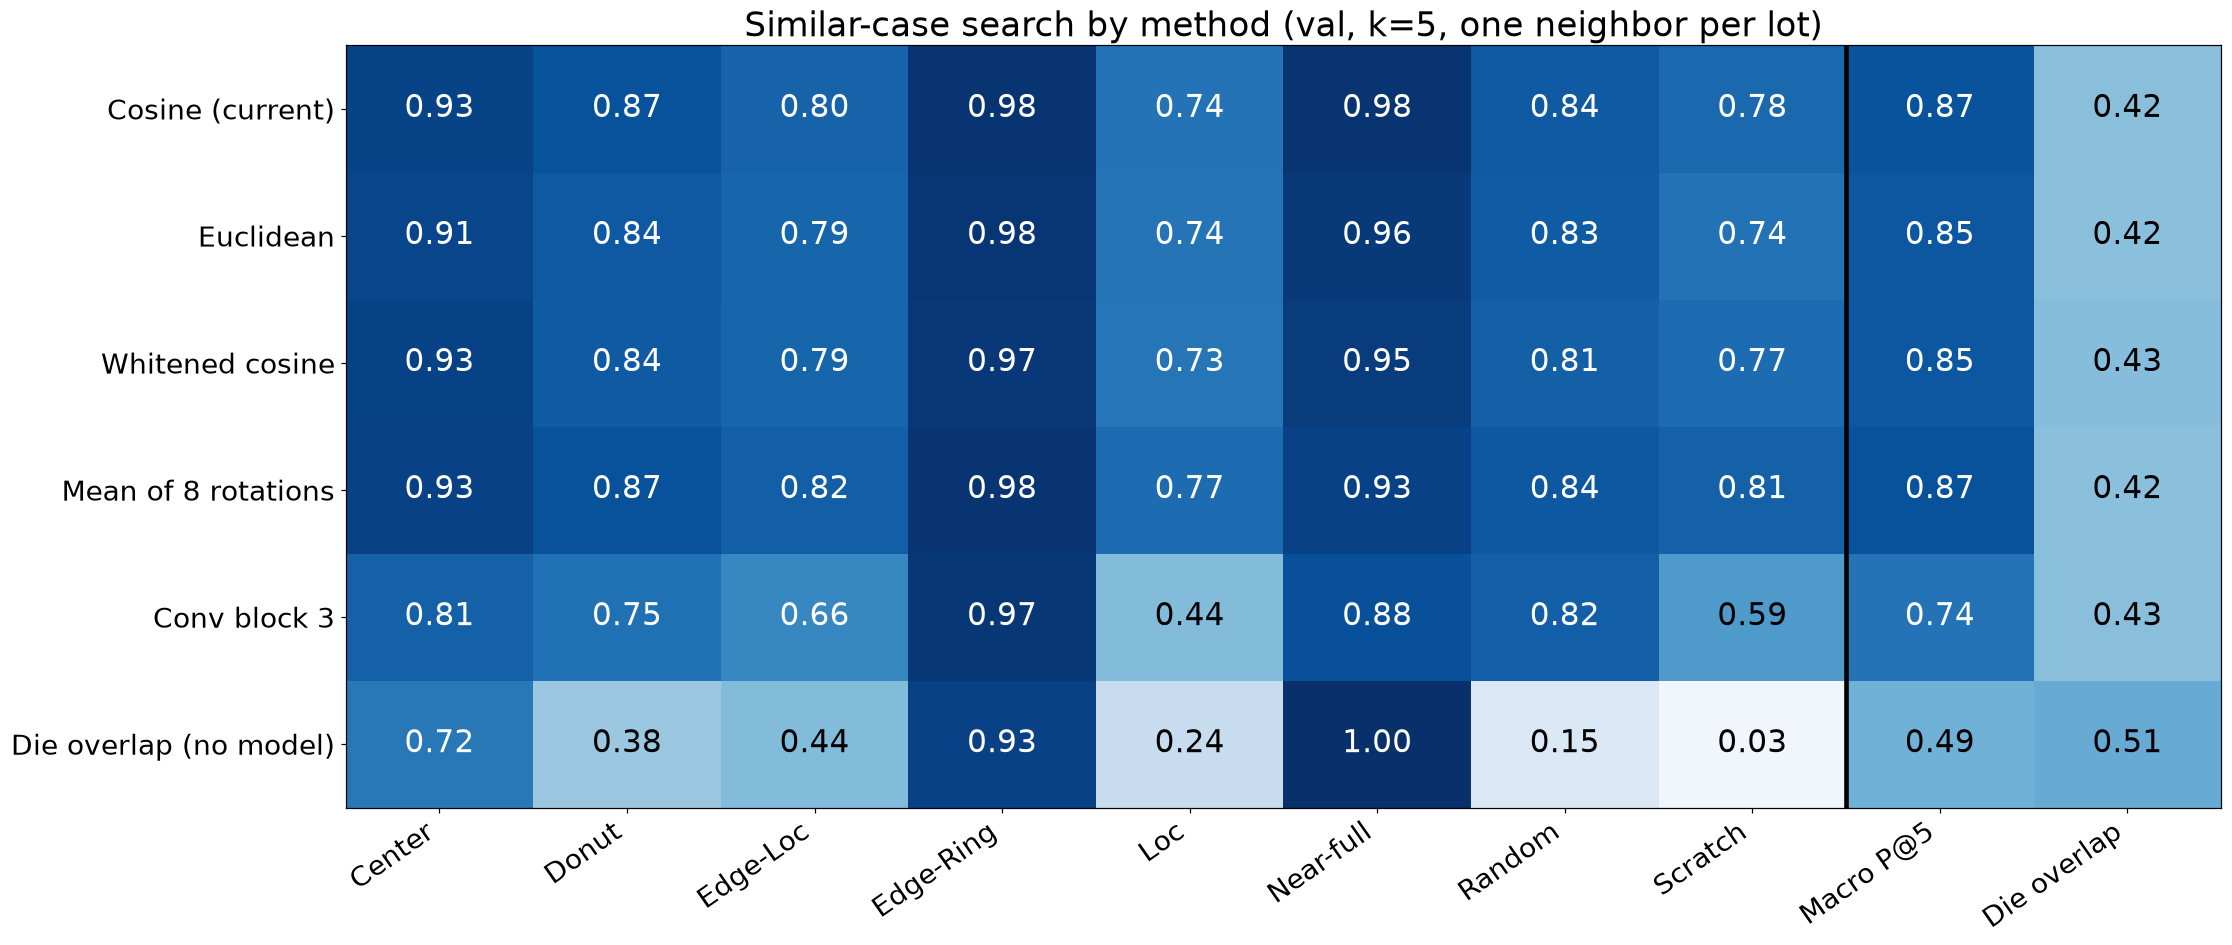 Similar-case search by method (val, k=5, one neighbor per lot)
Cosine (current) 0.93 0.87 0.80 0.98 0.74 0.98 0.84 0.78 0.87 0.42
Euclidean 0.91 0.84 0.79 0.98 0.74 0.96 0.83 0.74 0.85 0.42
Whitened cosine 0.93 0.84 0.79 0.97 0.73 0.95 0.81 0.77 0.85 0.43
Mean of 8 rotations 0.93 0.87 0.82 0.98 0.77 0.93 0.84 0.81 0.87 0.42
Conv block 3 0.81 0.75 0.66 0.97 0.44 0.88 0.82 0.59 0.74 0.43
Die overlap (no model) 0.72 0.38 0.44 0.93 0.24 1.00 0.15 0.03 0.49 0.51
Center Donut Edge-Loc Edge-Ring Loc Near-full Random Scratch Macro P@5 Die overlap